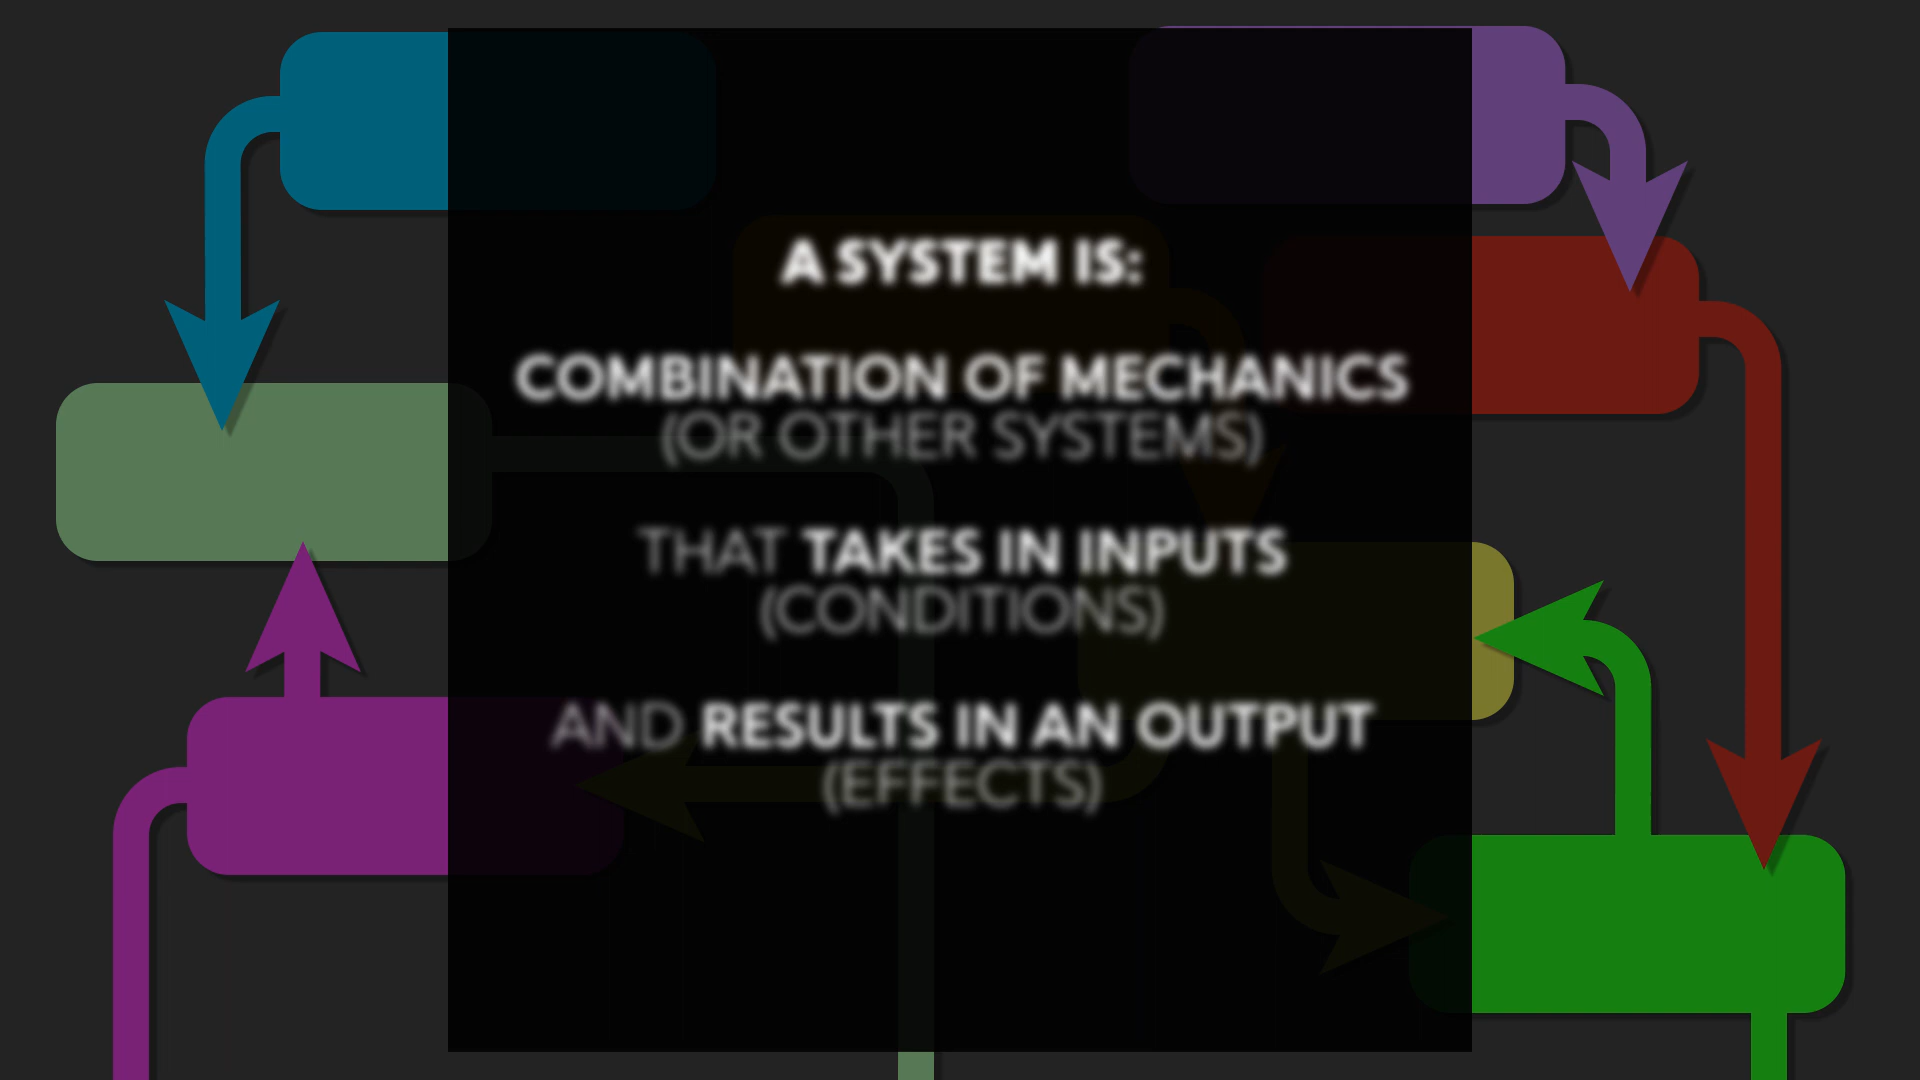 A SYSTEM IS:
COMBINATION OF MECHANICS
(OR OTHER SYSTEMS)
THAT TAKES IN INPUTS
(CONDITIONS)
AND RESULTS IN AN OUTPUT
(EFFECTS)